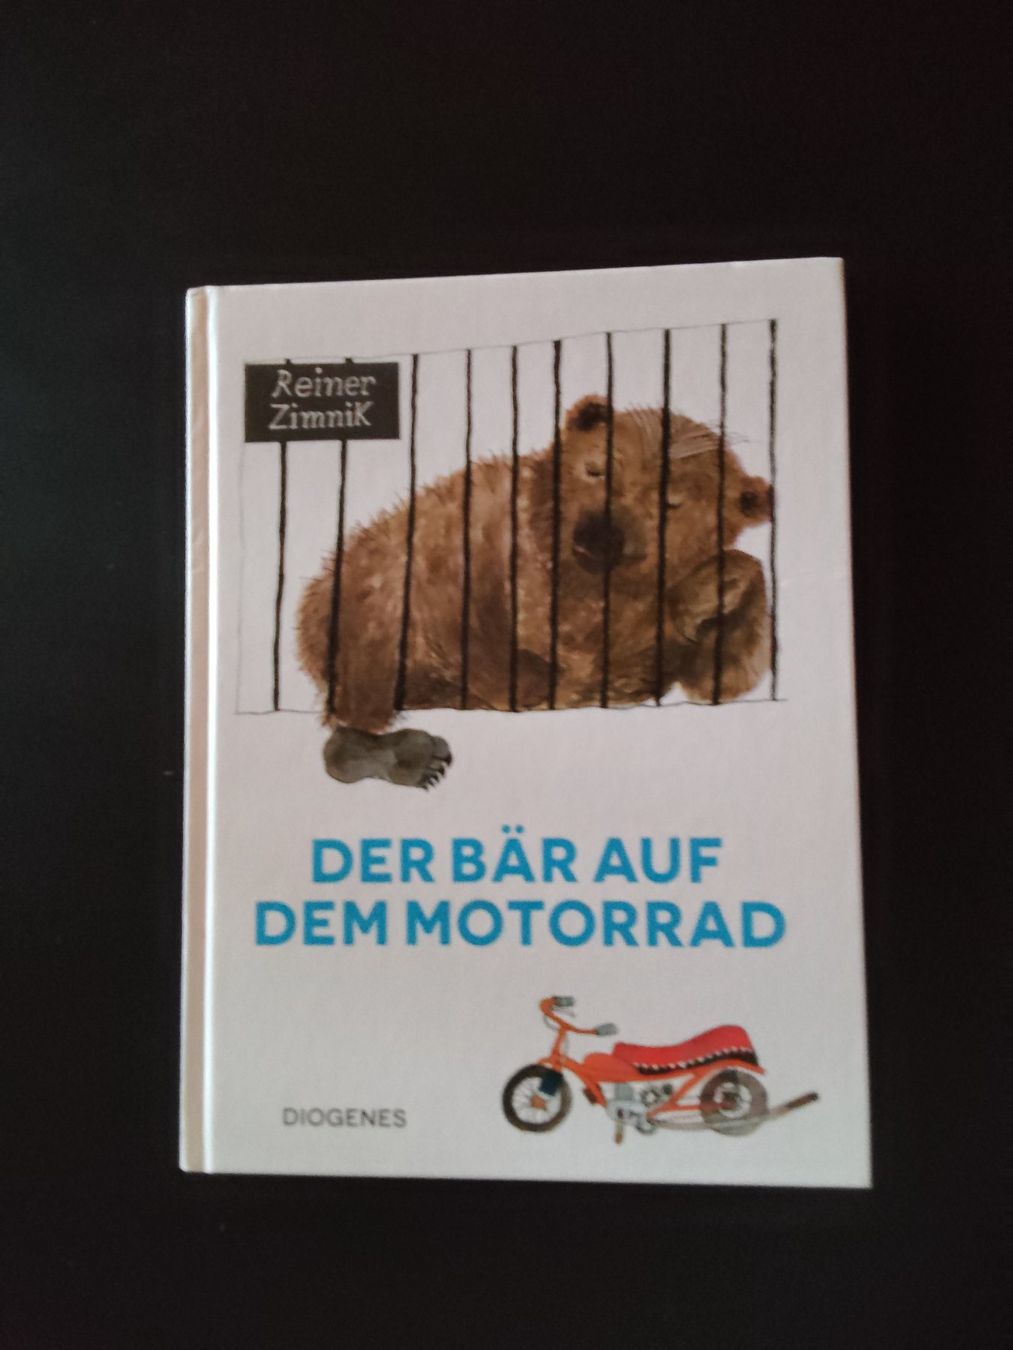 Reiner
Zimnik
DER BÄR AUF
DEM MOTORRAD
DIOGENES